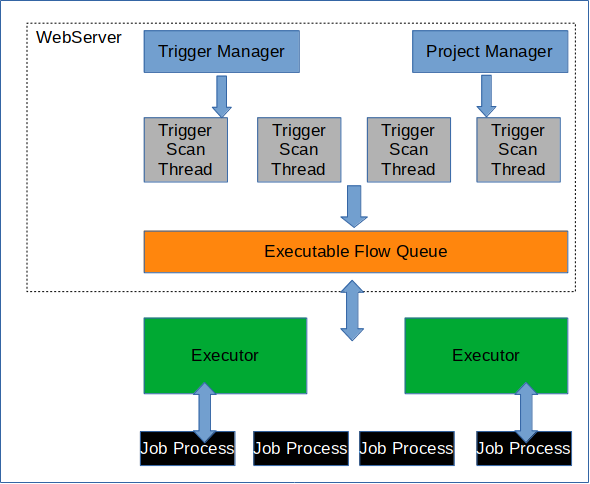 WebServer
Trigger Manager
Project Manager
Trigger
Scan
Thread
Trigger
Scan
Thread
Trigger
Scan
Thread
Trigger
Scan
Thread
Executable Flow Queue
Executor
Executor
Job Process
Job Process
Job Process
Job Process